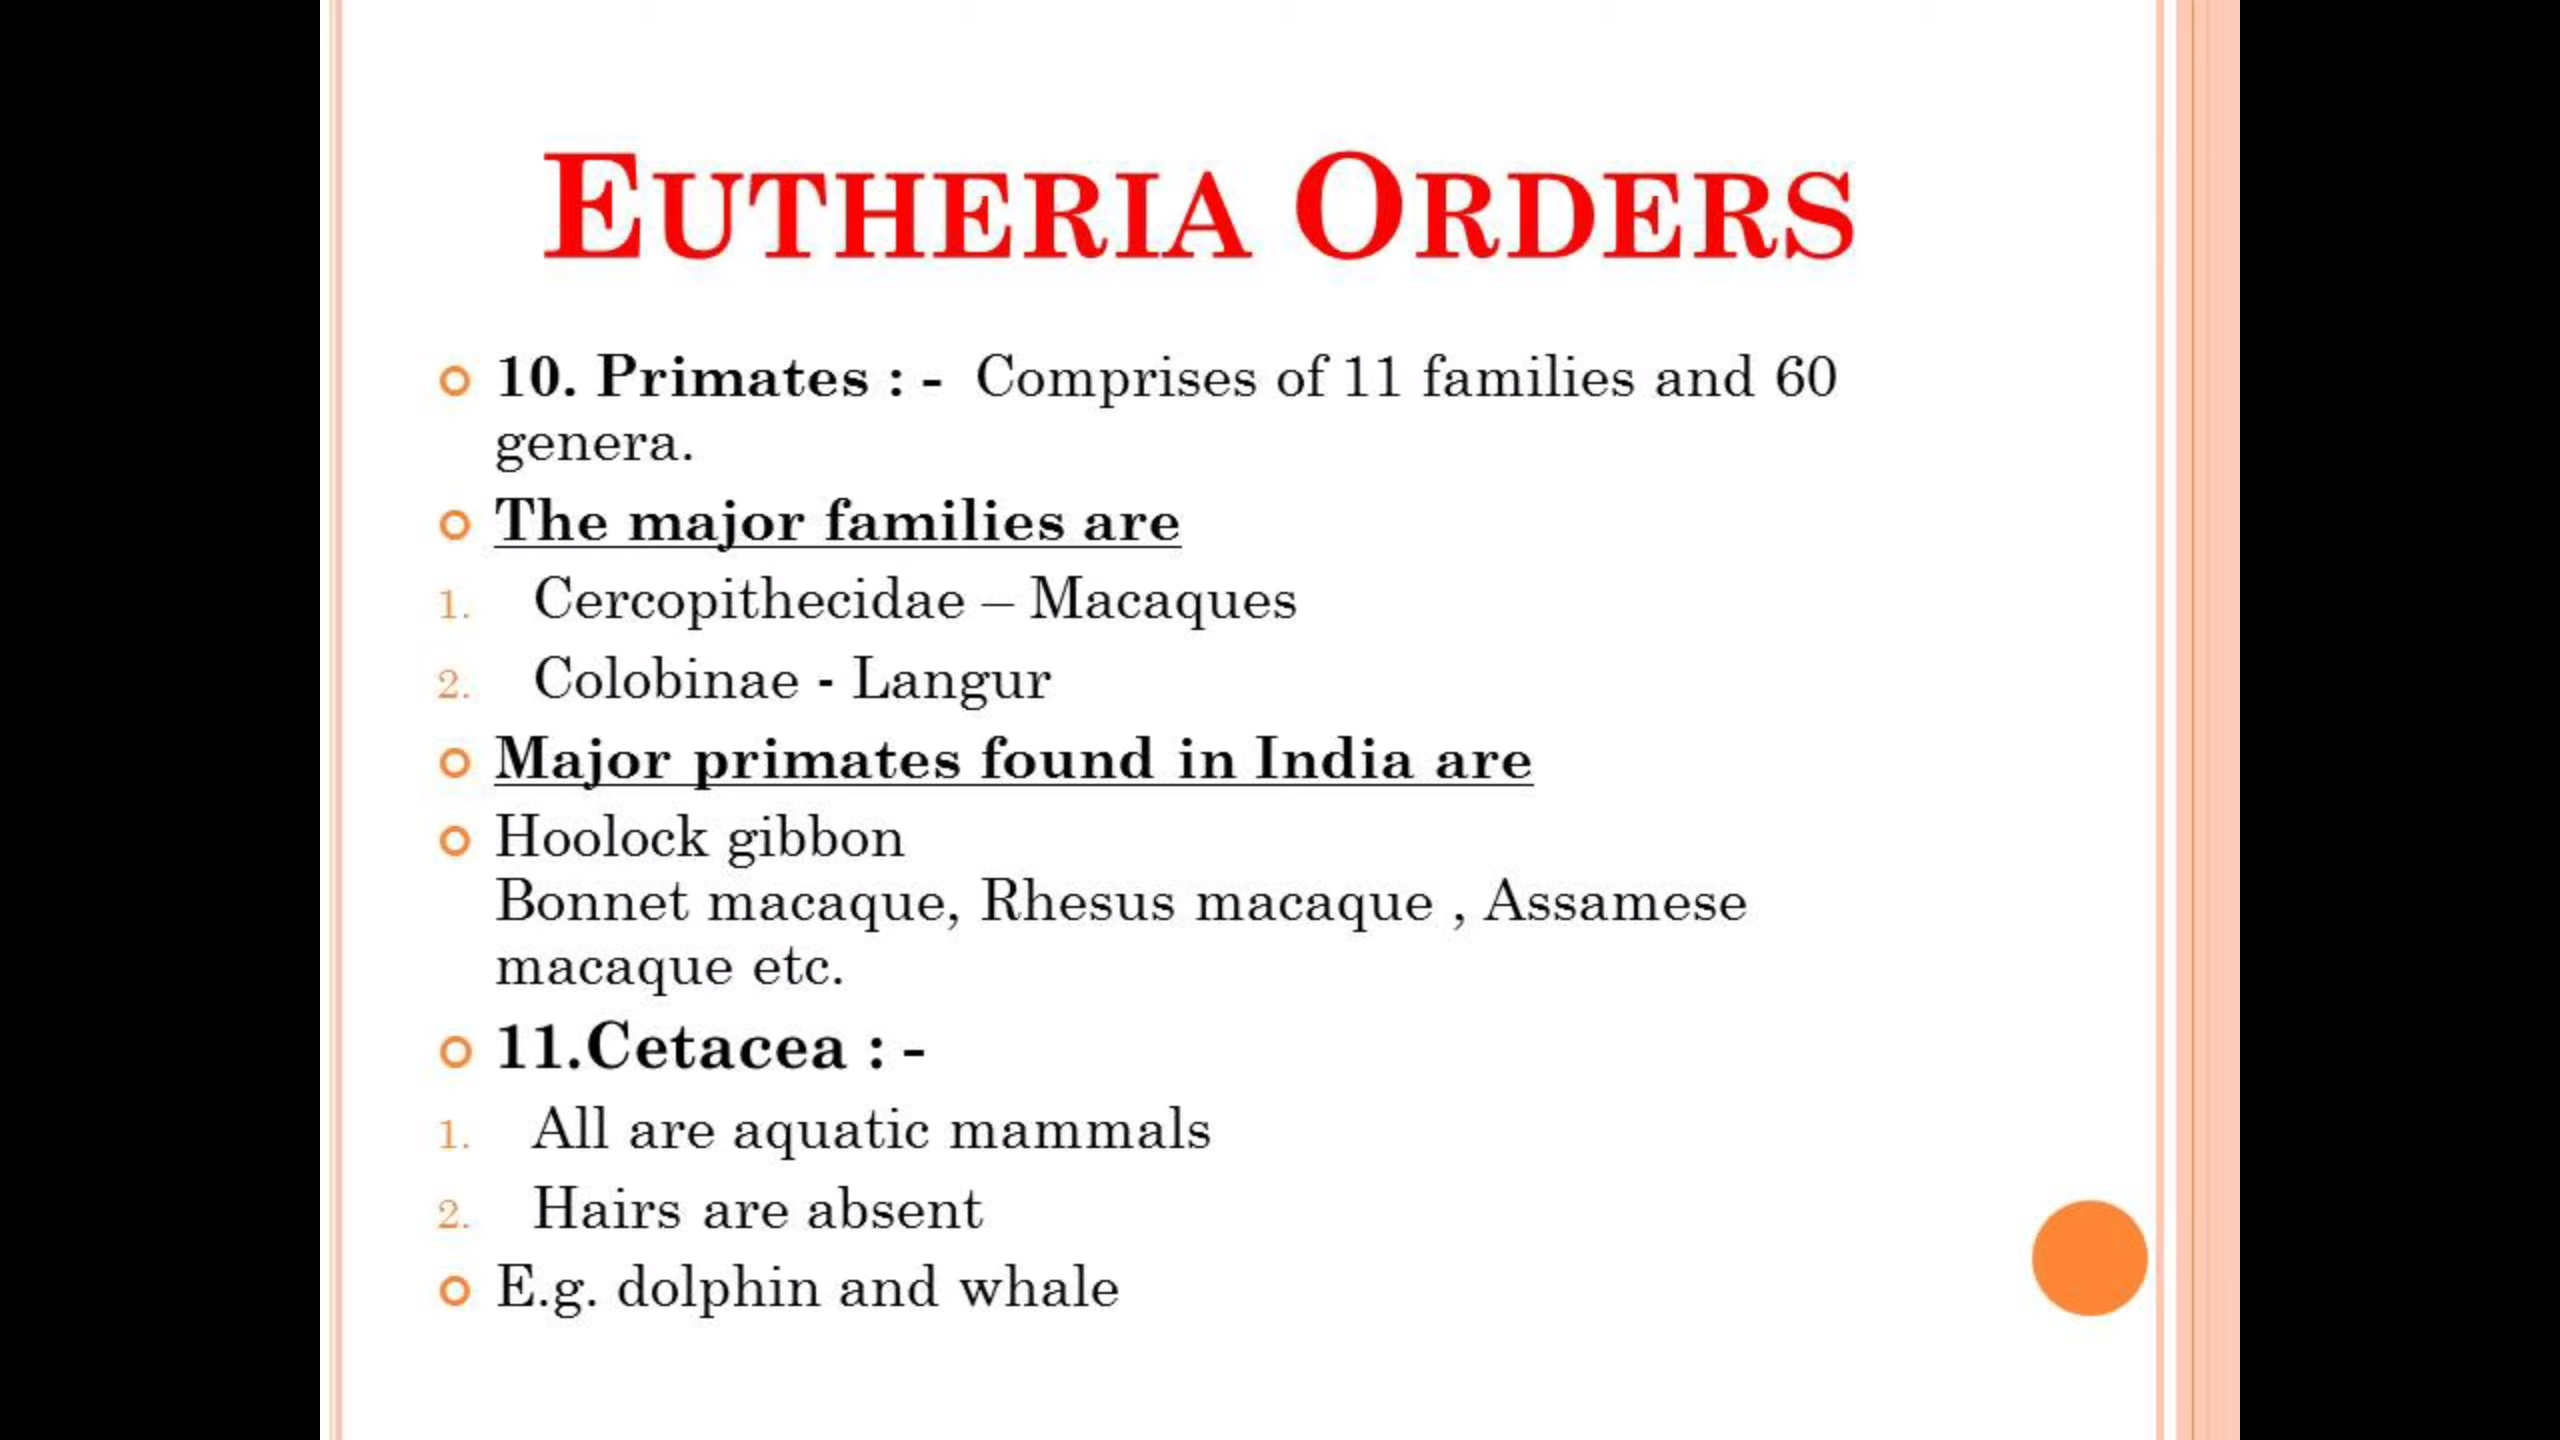 EUTHERIA ORDERS
10. Primates : - Comprises of 11 families and 60
genera.
The major families are
1. Cercopithecidae – Macaques
2. Colobinae - Langur
Major primates found in India are
Hoolock gibbon
Bonnet macaque, Rhesus macaque , Assamese
macaque etc.
11.Cetacea : -
1. All are aquatic mammals
2. Hairs are absent
E.g. dolphin and whale